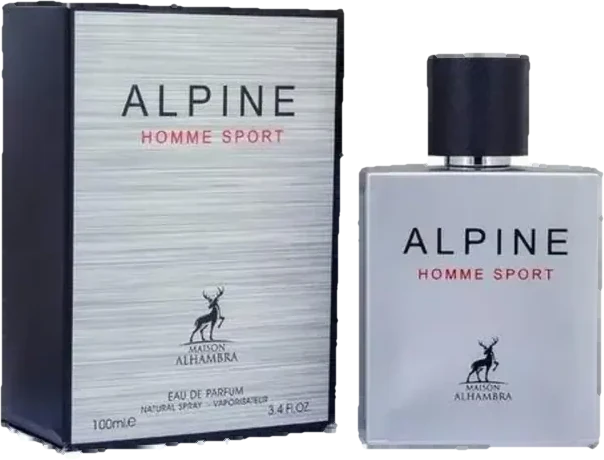 ALPINE
HOMME SPORT
MAISON
ALHAMBRA
EAU DE PARFUM
NATURAL SPRAY - VAPORISATEUR
100ml.e 3.4 FL.OZ
ALPINE
HOMME SPORT
MAISON
ALHAMBRA